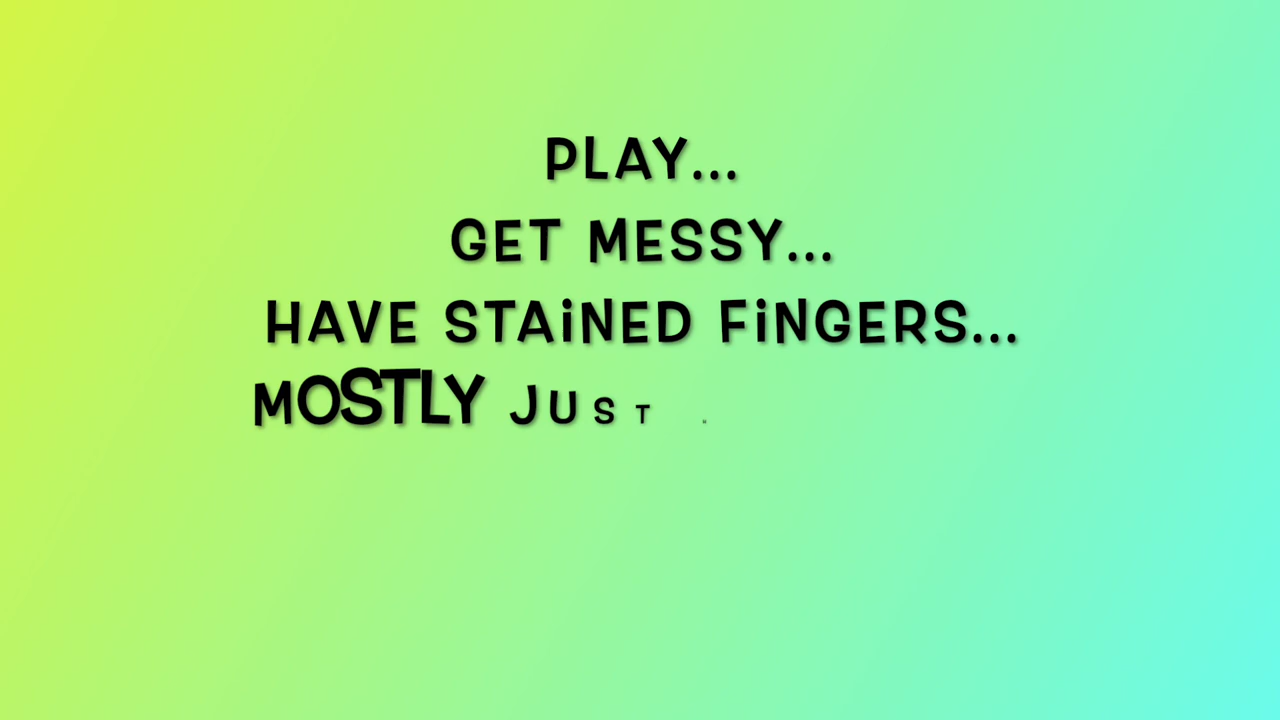 PLAY...
GET MESSY...
HAVE STAiNED FiNGERS...
MOSTLY JUST